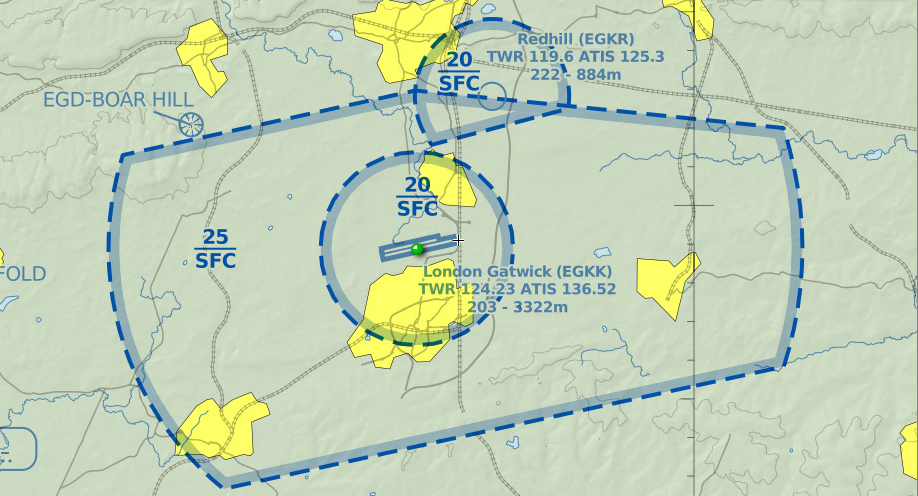 Redhill (EGKR)
TWR 119.6 ATIS 125.3
222 - 884m
20
SFC
EGD-BOAR HILL
20
SFC
25
SFC
FOLD
London Gatwick (EGKK)
TWR 124.23 ATIS 136.52
203 - 3322m